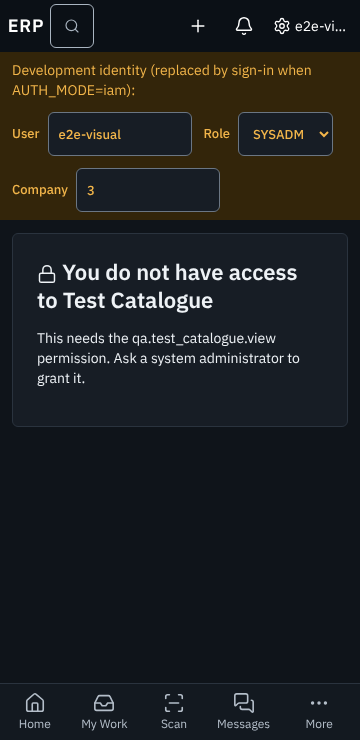 ERP
e2e-vi...
Development identity (replaced by sign-in when
AUTH_MODE=iam):
User e2e-visual Role SYSADM
Company 3
You do not have access
to Test Catalogue
This needs the qa.test_catalogue.view
permission. Ask a system administrator to
grant it.
Home My Work Scan Messages More